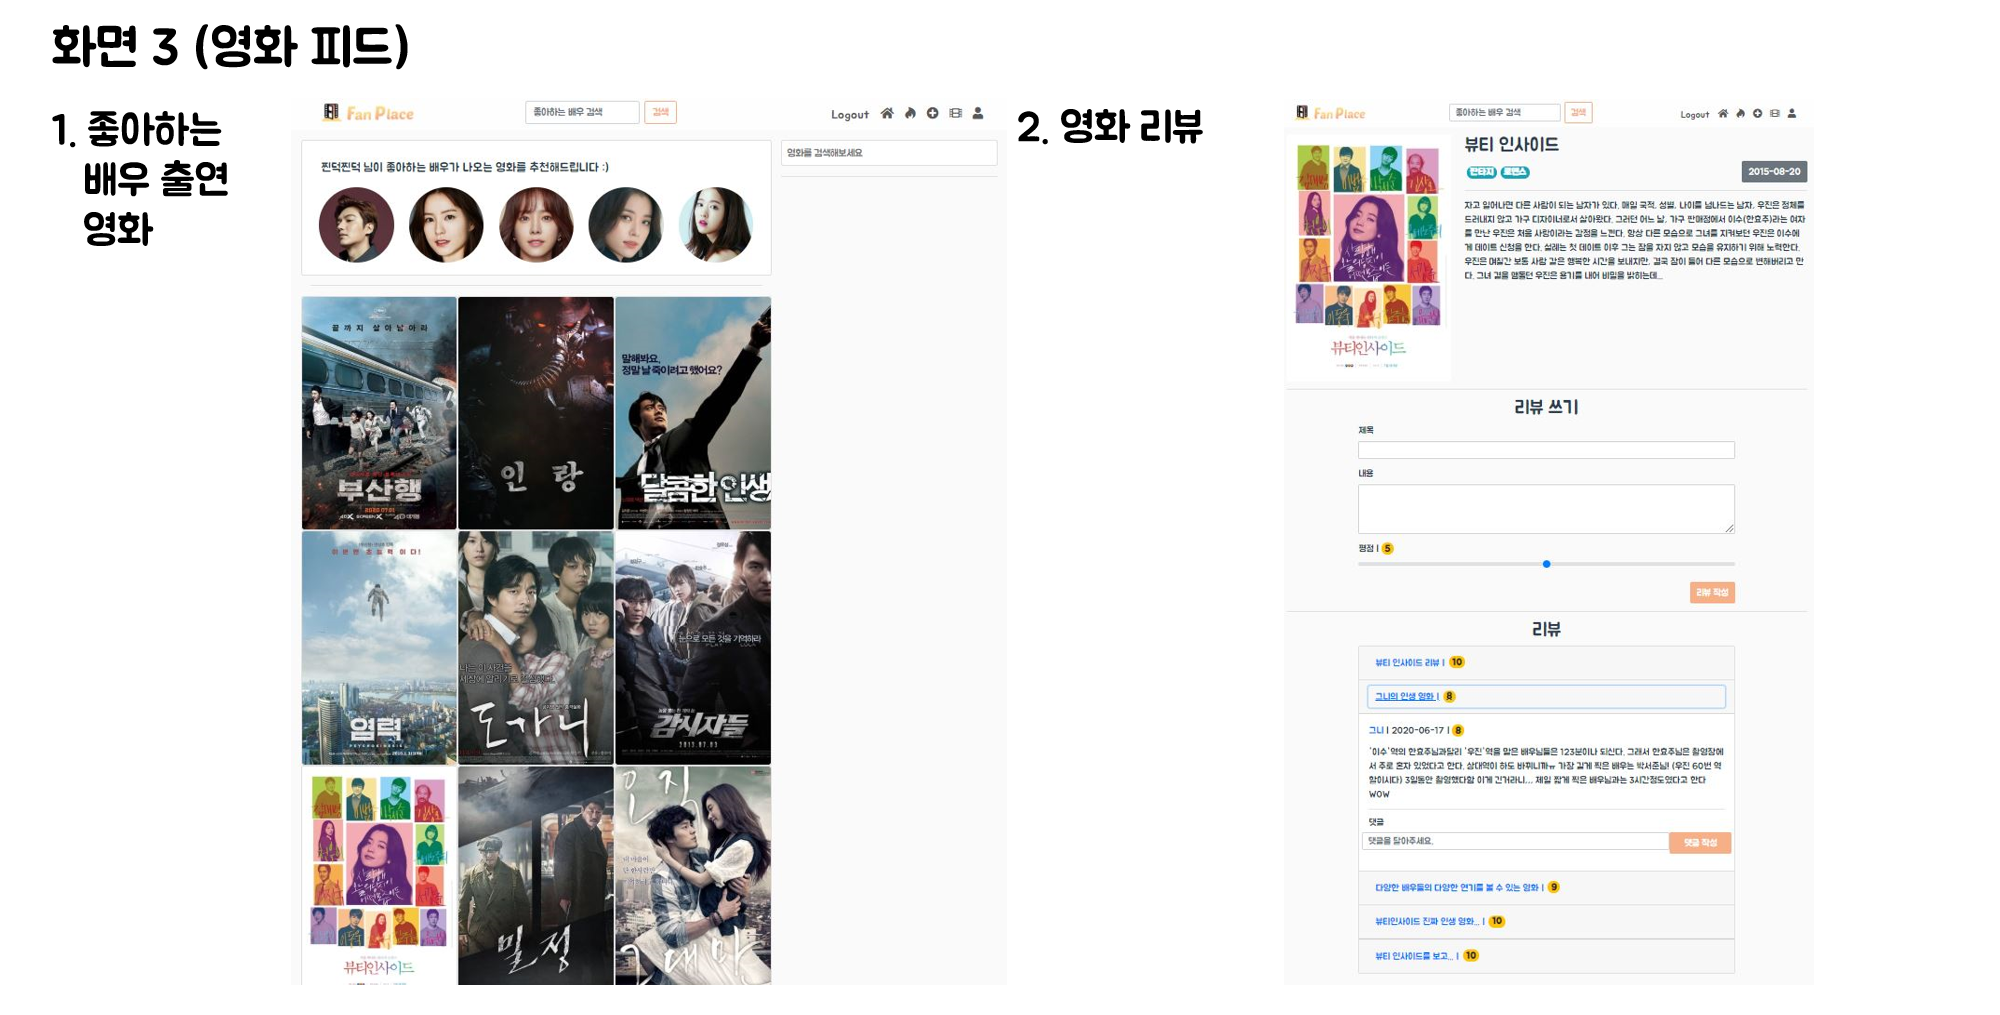 화면 3 (영화 피드)
1. 좋아하는
배우 출연
영화
Fan Place
좋아하는 배우 검색
검색
Logout
찐덕찐덕 님이 좋아하는 배우가 나오는 영화를 추천해드립니다 :)
영화를 검색해보세요
끝까지 살아남아라
부산행
인랑
말해봐요,
정말 날 죽이려고 했어요?
달콤한 인생
이번엔 초능력이다!
염력
도가니
눈으로 모든 것을 기억하라
감시자들
2013.07.03
뷰티인사이드
밀정
오직
그대만
2. 영화 리뷰
Fan Place
좋아하는 배우 검색
검색
Logout
뷰티 인사이드
판타지 로맨스
2015-08-20
자고 일어나면 다른 사람이 되는 남자가 있다. 매일 국적, 성별, 나이를 넘나드는 남자, 우진은 정체를
드러내지 않고 가구 디자이너로서 살아왔다. 그러던 어느 날, 가구 판매점에서 이수(한효주)라는 여자
를 만난 우진은 처음 사랑이라는 감정을 느낀다. 항상 다른 모습으로 그녀를 지켜보던 우진은 이수에
게 데이트 신청을 한다. 설레는 첫 데이트 이후 그는 잠을 자지 않고 모습을 유지하기 위해 노력한다.
우진은 며칠간 보통 사람 같은 행복한 시간을 보내지만, 결국 잠이 들어 다른 모습으로 변해버리고 만
다. 그녀 곁을 맴돌던 우진은 용기를 내어 비밀을 밝히는데...
뷰티인사이드
리뷰 쓰기
제목
내용
평점 | 5
리뷰 작성
리뷰
뷰티 인사이드 리뷰 | 10
그니의 인생 영화 | 8
그니 | 2020-06-17 | 8
'이수'역의 한효주님과달리 '우진'역을 맡은 배우님들은 123분이나 되신다. 그래서 한효주님은 촬영장에
서 주로 혼자 있었다고 한다. 상대역이 하도 바뀌니까ㅠ 가장 길게 찍은 배우는 박서준님! (우진 60번 역
할이시다) 3일동안 촬영했다함 이게 긴거라니... 제일 짧게 찍은 배우님과는 3시간정도였다고 한다
WOW
댓글
댓글을 달아주세요.
댓글 작성
다양한 배우들의 다양한 연기를 볼 수 있는 영화 | 9
뷰티인사이드 진짜 인생 영화... | 10
뷰티 인사이드를 보고... | 10